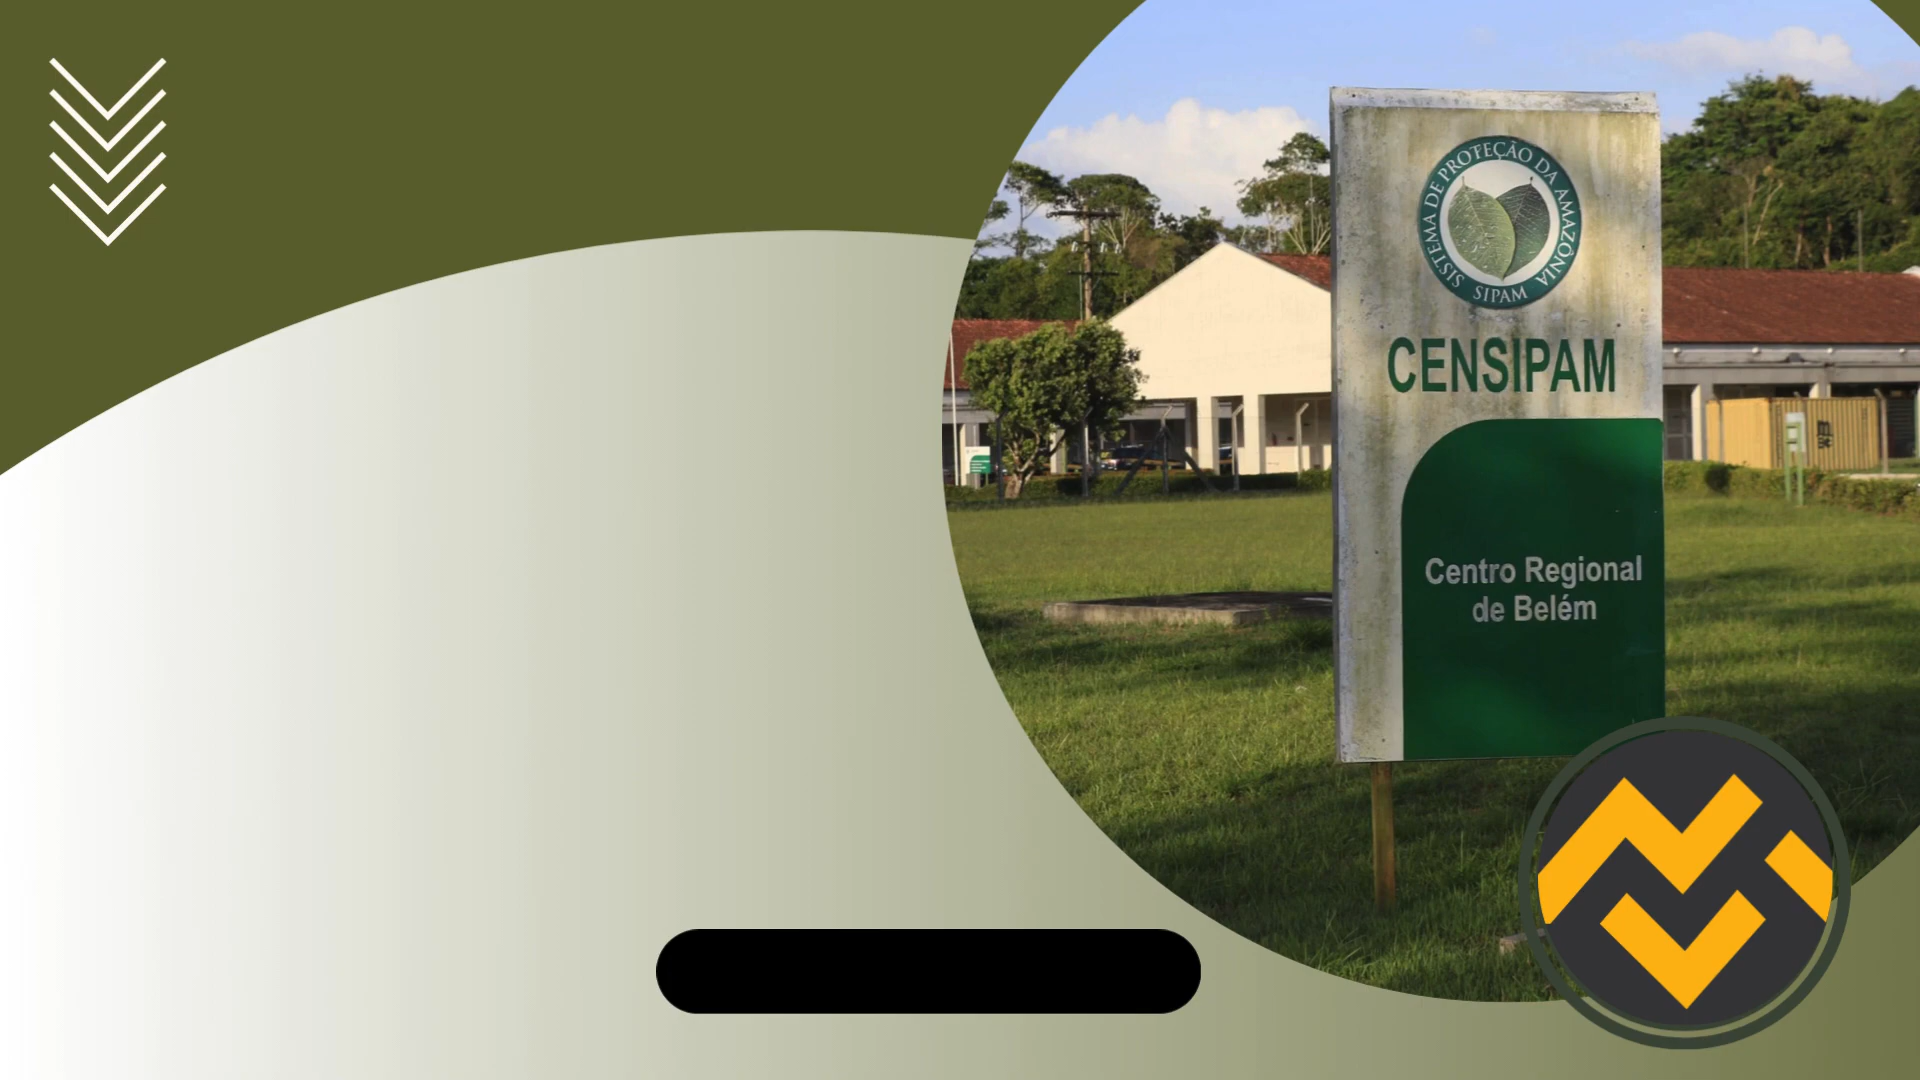 SISTEMA DE PROTEÇÃO DA AMAZÔNIA
SIPAM
CENSIPAM
Centro Regional
de Belém